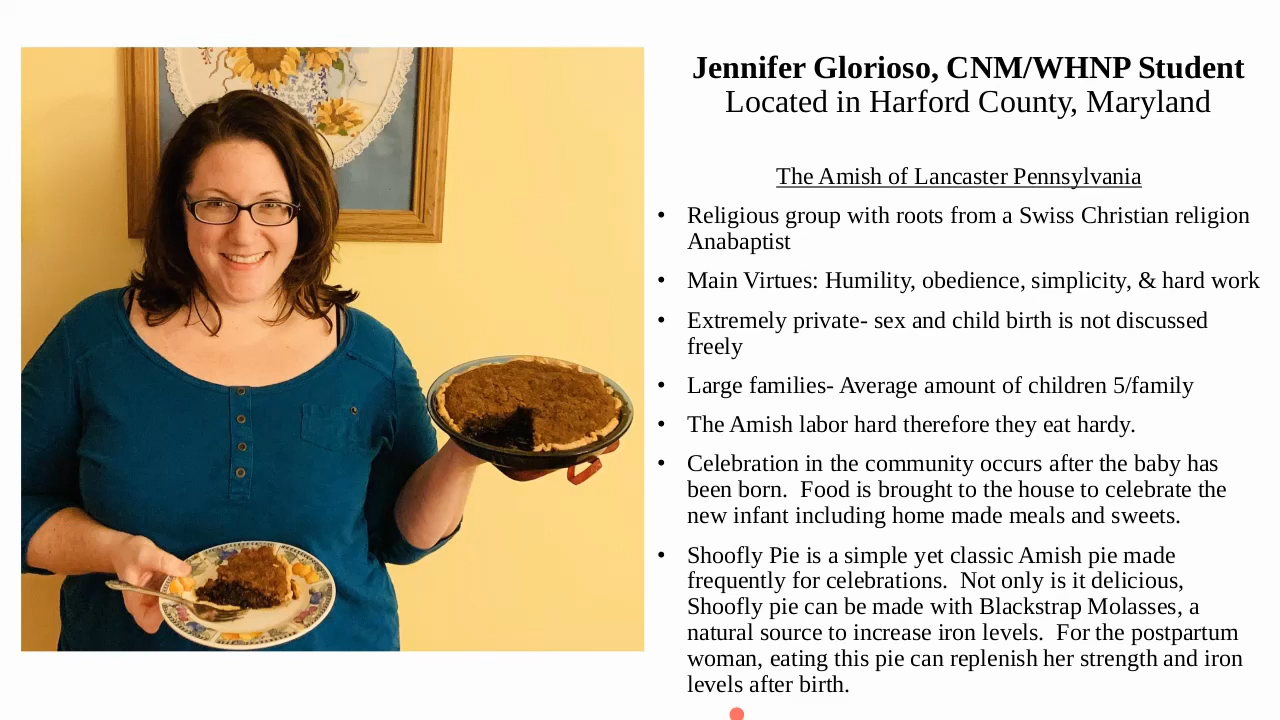 Jennifer Glorioso, CNM/WHNP Student
Located in Harford County, Maryland
The Amish of Lancaster Pennsylvania
• Religious group with roots from a Swiss Christian religion
Anabaptist
• Main Virtues: Humility, obedience, simplicity, & hard work
• Extremely private- sex and child birth is not discussed
freely
• Large families- Average amount of children 5/family
• The Amish labor hard therefore they eat hardy.
• Celebration in the community occurs after the baby has
been born.  Food is brought to the house to celebrate the
new infant including home made meals and sweets.
• Shoofly Pie is a simple yet classic Amish pie made
frequently for celebrations.  Not only is it delicious,
Shoofly pie can be made with Blackstrap Molasses, a
natural source to increase iron levels.  For the postpartum
woman, eating this pie can replenish her strength and iron
levels after birth.